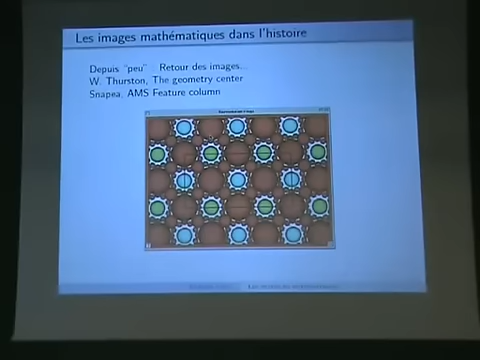 Les images mathématiques dans l'histoire
Depuis "peu" Retour des images...
W. Thurston, The geometry center
Snapea, AMS Feature column